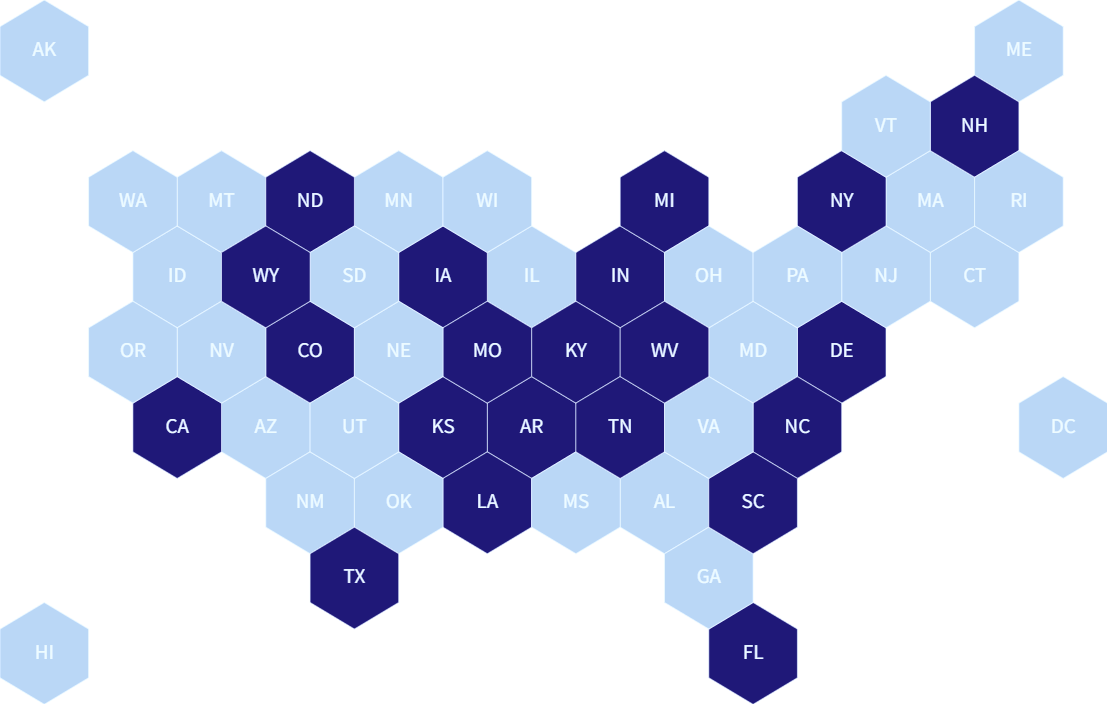 AK ME
VT NH
WA MT ND MN WI MI NY MA RI
ID WY SD IA IL IN OH PA NJ CT
OR NV CO NE MO KY WV MD DE
CA AZ UT KS AR TN VA NC DC
NM OK LA MS AL SC
TX GA
HI FL